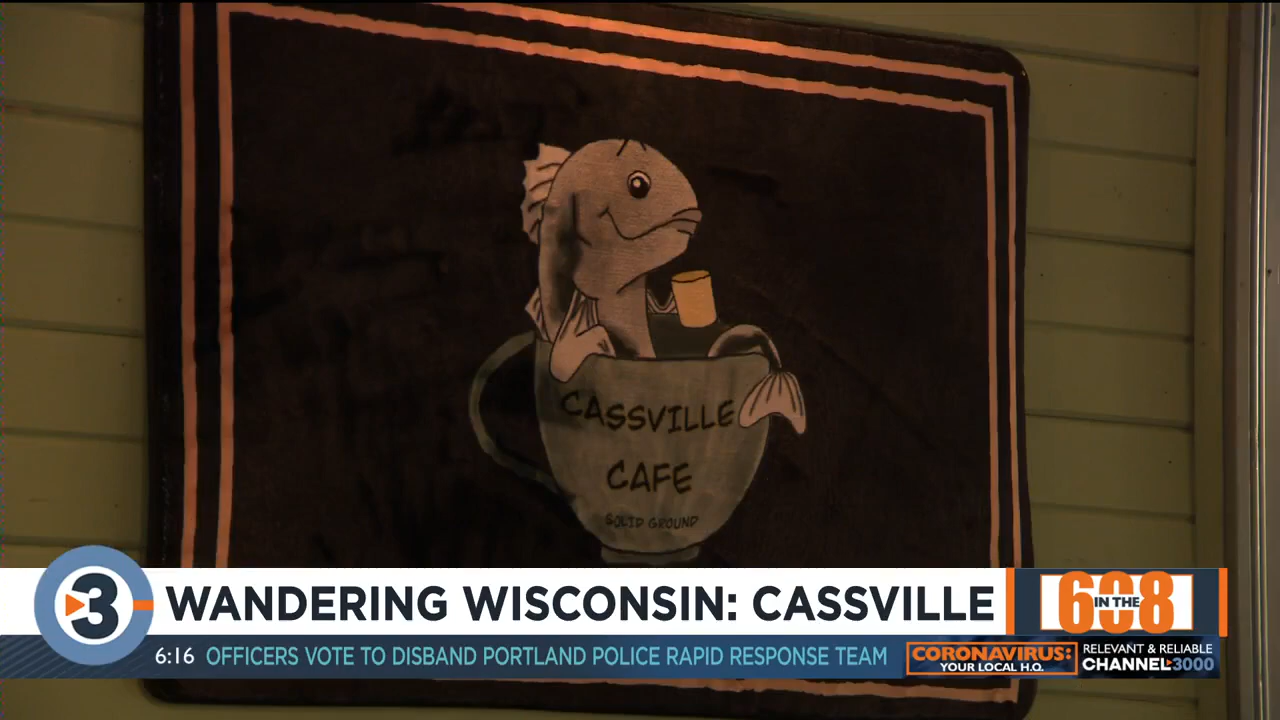 CASSVILLE
CAFE
SOLID GROUND
3
WANDERING WISCONSIN: CASSVILLE
608
IN THE
6:16 OFFICERS VOTE TO DISBAND PORTLAND POLICE RAPID RESPONSE TEAM
CORONAVIRUS:
YOUR LOCAL H.Q.
RELEVANT & RELIABLE
CHANNEL3000